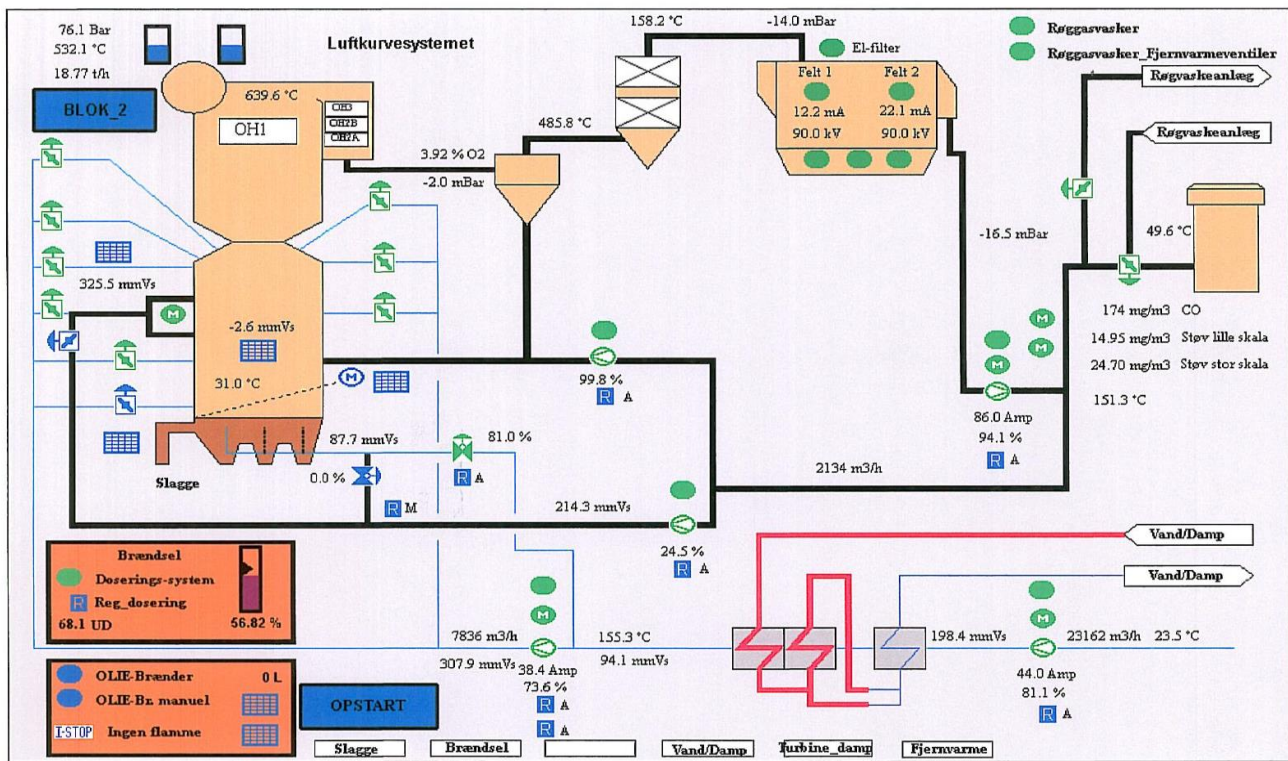 76.1 Bar
532.1 °C
18.77 t/h
Luftkurvesystemet
BLOK_2
639.6 °C
OH1
OH3
OH2B
OH2A
3.92 % O2
-2.0 mBar
485.8 °C
158.2 °C
-14.0 mBar
El-filter
Felt 1
Felt 2
12.2 mA
22.1 mA
90.0 kV
90.0 kV
Røggasvasker
Røggasvasker_Fjernvarmeventiler
Røgvaskeanlæg
Røgvaskeanlæg
-16.5 mBar
49.6 °C
325.5 mmVs
M
-2.6 mmVs
31.0 °C
M
99.8 %
R A
174 mg/m3 CO
14.95 mg/m3 Støv lille skala
24.70 mg/m3 Støv stor skala
151.3 °C
M
M
M
86.0 Amp
94.1 %
R A
87.7 mmVs
81.0 %
R A
0.0 %
R M
Slagge
2134 m3/h
214.3 mmVs
24.5 %
R A
Brændsel
Doserings-system
R Reg_dosering
68.1 UD
56.82 %
Vand/Damp
Vand/Damp
M
7836 m3/h
307.9 mmVs
38.4 Amp
73.6 %
R A
R A
155.3 °C
94.1 mmVs
198.4 mmVs
M
23162 m3/h
23.5 °C
44.0 Amp
81.1 %
R A
OLIE-Brænder 0 L
OLIE-Br. manuel
I-STOP Ingen flamme
OPSTART
Slagge
Brændsel
Vand/Damp
Turbine_damp
Fjernvarme